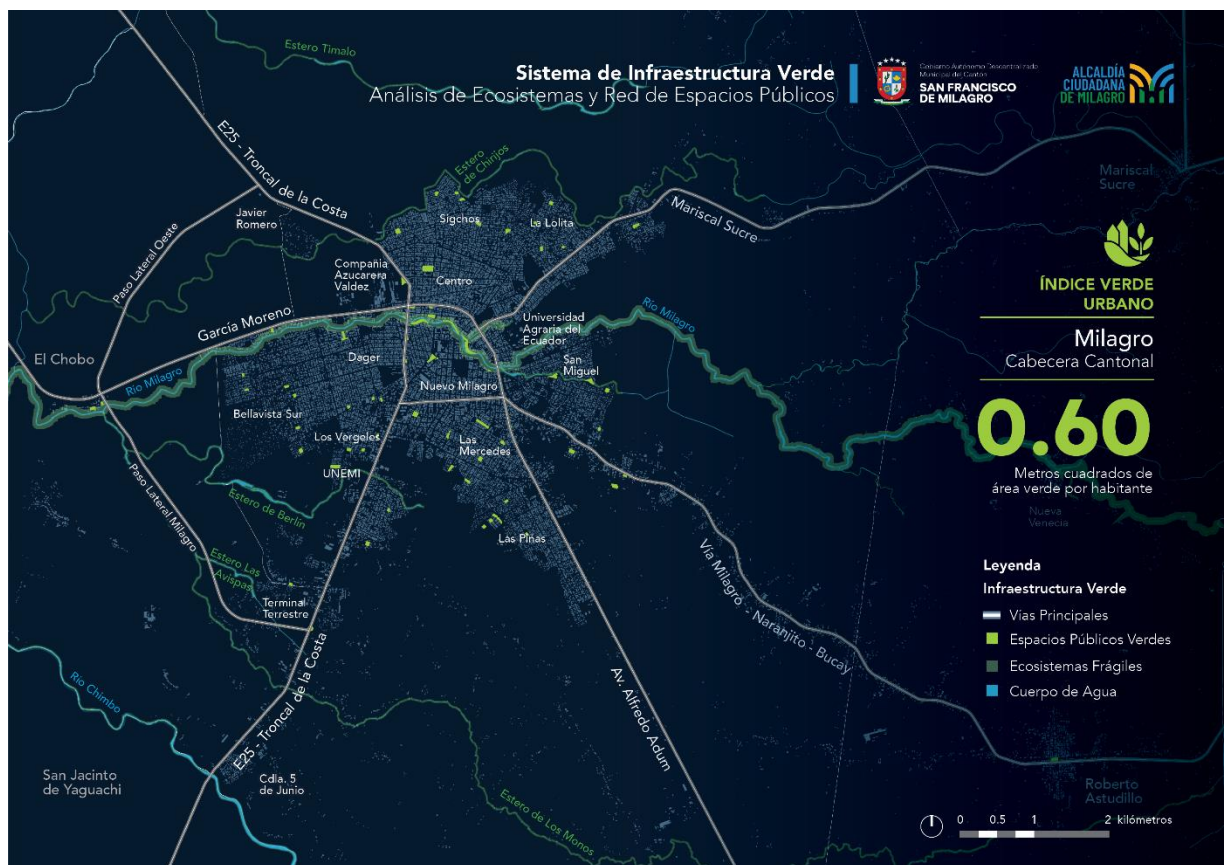 Estero Timalo
Sistema de Infraestructura Verde
Análisis de Ecosistemas y Red de Espacios Públicos
Gobierno Autónomo Descentralizado
Municipal del Cantón
SAN FRANCISCO
DE MILAGRO
ALCALDÍA
CIUDADANA
DE MILAGRO
E25 - Troncal de la Costa
Estero
de Chirijos
Mariscal
Sucre
Javier
Romero
Sigchos
La Lolita
Mariscal Sucre
Paso Lateral Oeste
Compañia
Azucarera
Valdez
Centro
ÍNDICE VERDE
URBANO
García Moreno
Universidad
Agraria del
Ecuador
Río Milagro
Milagro
Cabecera Cantonal
El Chobo
Río Milagro
Dager
San
Miguel
Nuevo Milagro
Bellavista Sur
0.60
Metros cuadrados de
área verde por habitante
Los Vergeles
Las
Mercedes
UNEMI
Paso Lateral Milagro
Estero de Berlín
Nueva
Venecia
Las Piñas
Estero Las
Avispas
Leyenda
Infraestructura Verde
Vías Principales
Espacios Públicos Verdes
Ecosistemas Frágiles
Cuerpo de Agua
Terminal
Terrestre
Vía Milagro - Naranjito - Bucay
Río Chimbo
E25 - Troncal de la Costa
Av. Alfredo Adum
San Jacinto
de Yaguachi
Cdla. 5
de Junio
Estero de Los Monos
Roberto
Astudillo
0 0.5 1 2 kilómetros